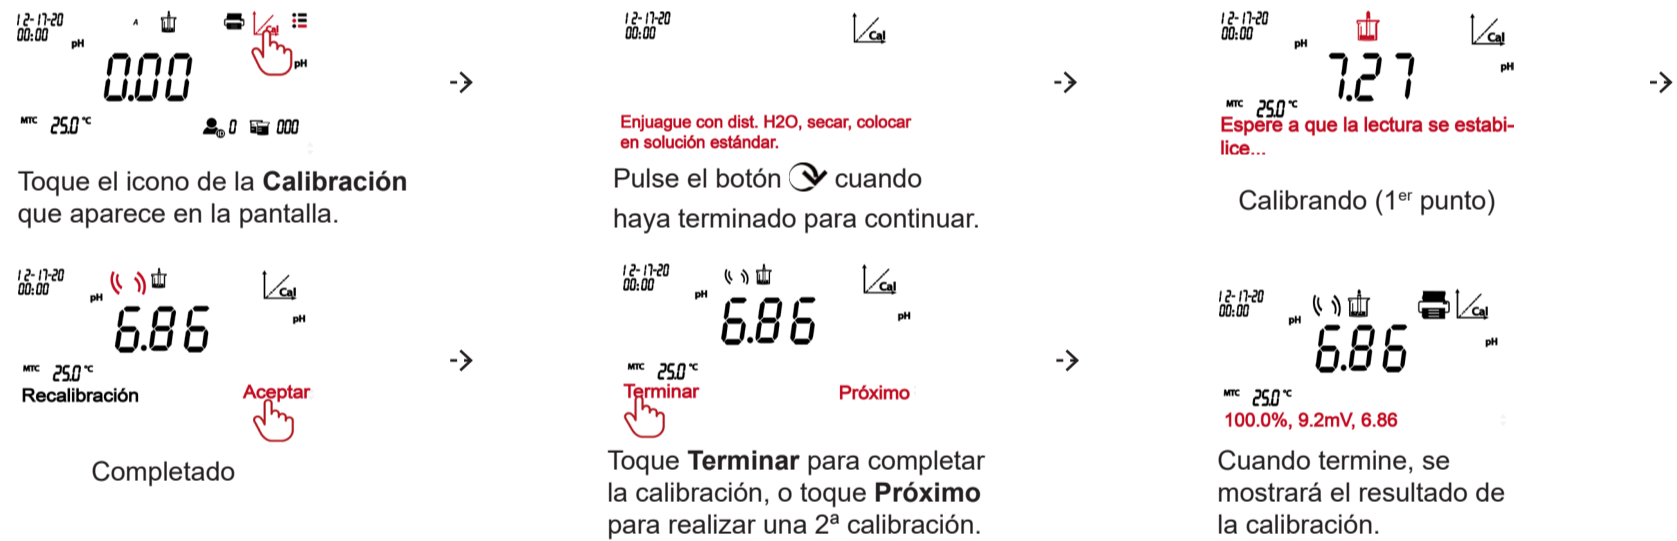 12-17-20
00:00
A
Cal
pH
0.00
pH
MTC 25.0 °C
0 000
Toque el icono de la Calibración
que aparece en la pantalla.
->
12-17-20
00:00
Cal
Enjuague con dist. H2O, secar, colocar
en solución estándar.
Pulse el botón cuando
haya terminado para continuar.
->
12-17-20
00:00
Cal
pH
7.27
pH
MTC 25.0 °C
Espere a que la lectura se estabi-
lice...
Calibrando (1er punto)
->
12-17-20
00:00
Cal
pH
6.86
pH
MTC 25.0 °C
Recalibración Aceptar
Completado
->
12-17-20
00:00
Cal
pH
6.86
pH
MTC 25.0 °C
Terminar Próximo
Toque Terminar para completar
la calibración, o toque Próximo
para realizar una 2ª calibración.
->
12-17-20
00:00
Cal
pH
6.86
pH
MTC 25.0 °C
100.0%, 9.2mV, 6.86
Cuando termine, se
mostrará el resultado de
la calibración.